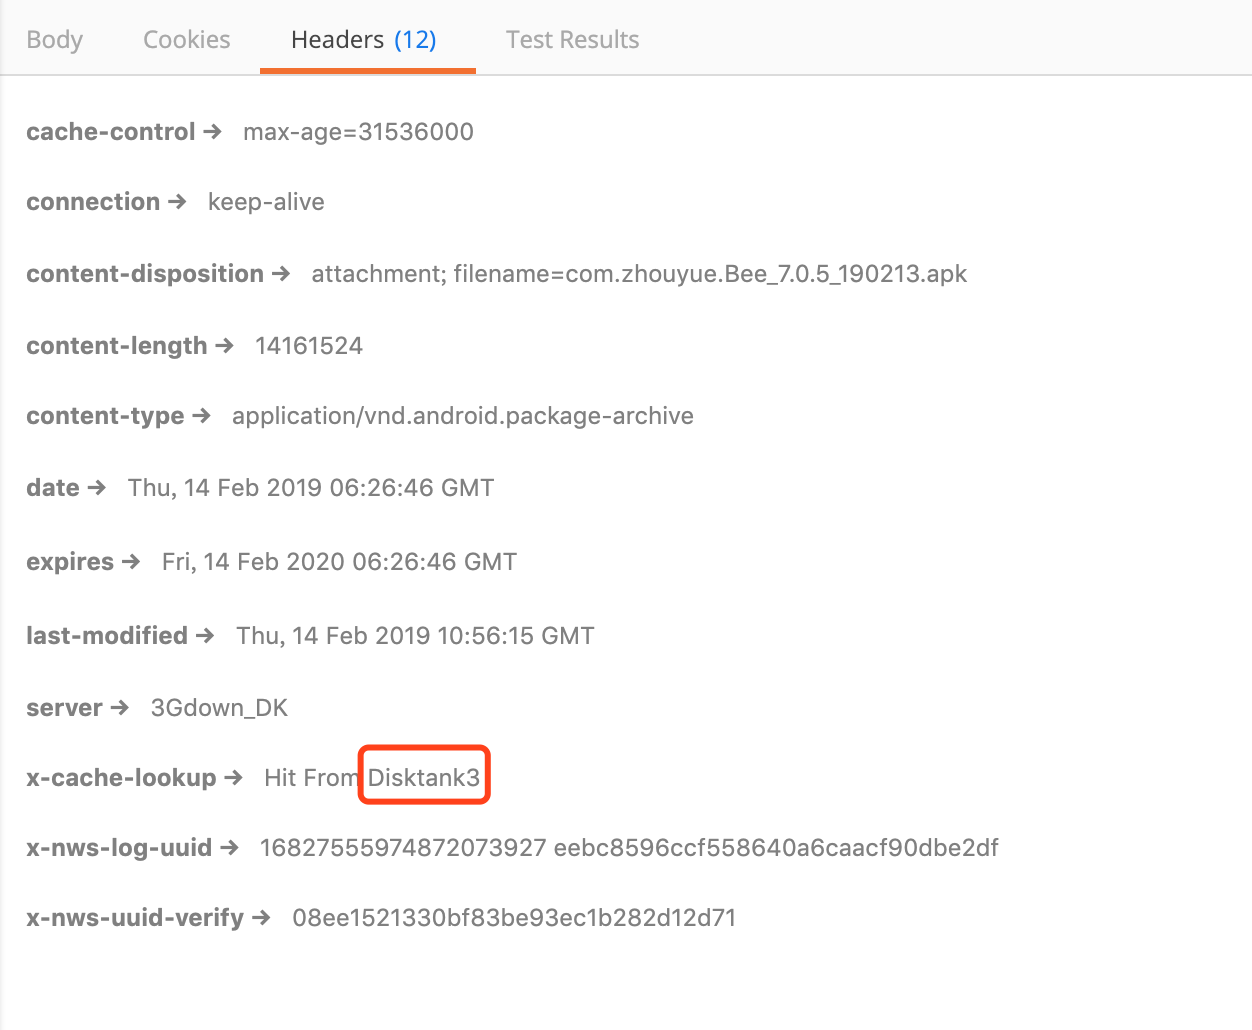 Body Cookies Headers (12) Test Results
cache-control → max-age=31536000
connection → keep-alive
content-disposition → attachment; filename=com.zhouyue.Bee_7.0.5_190213.apk
content-length → 14161524
content-type → application/vnd.android.package-archive
date → Thu, 14 Feb 2019 06:26:46 GMT
expires → Fri, 14 Feb 2020 06:26:46 GMT
last-modified → Thu, 14 Feb 2019 10:56:15 GMT
server → 3Gdown_DK
x-cache-lookup → Hit From Disktank3
x-nws-log-uuid → 16827555974872073927 eebc8596ccf558640a6caacf90dbe2df
x-nws-uuid-verify → 08ee1521330bf83be93ec1b282d12d71